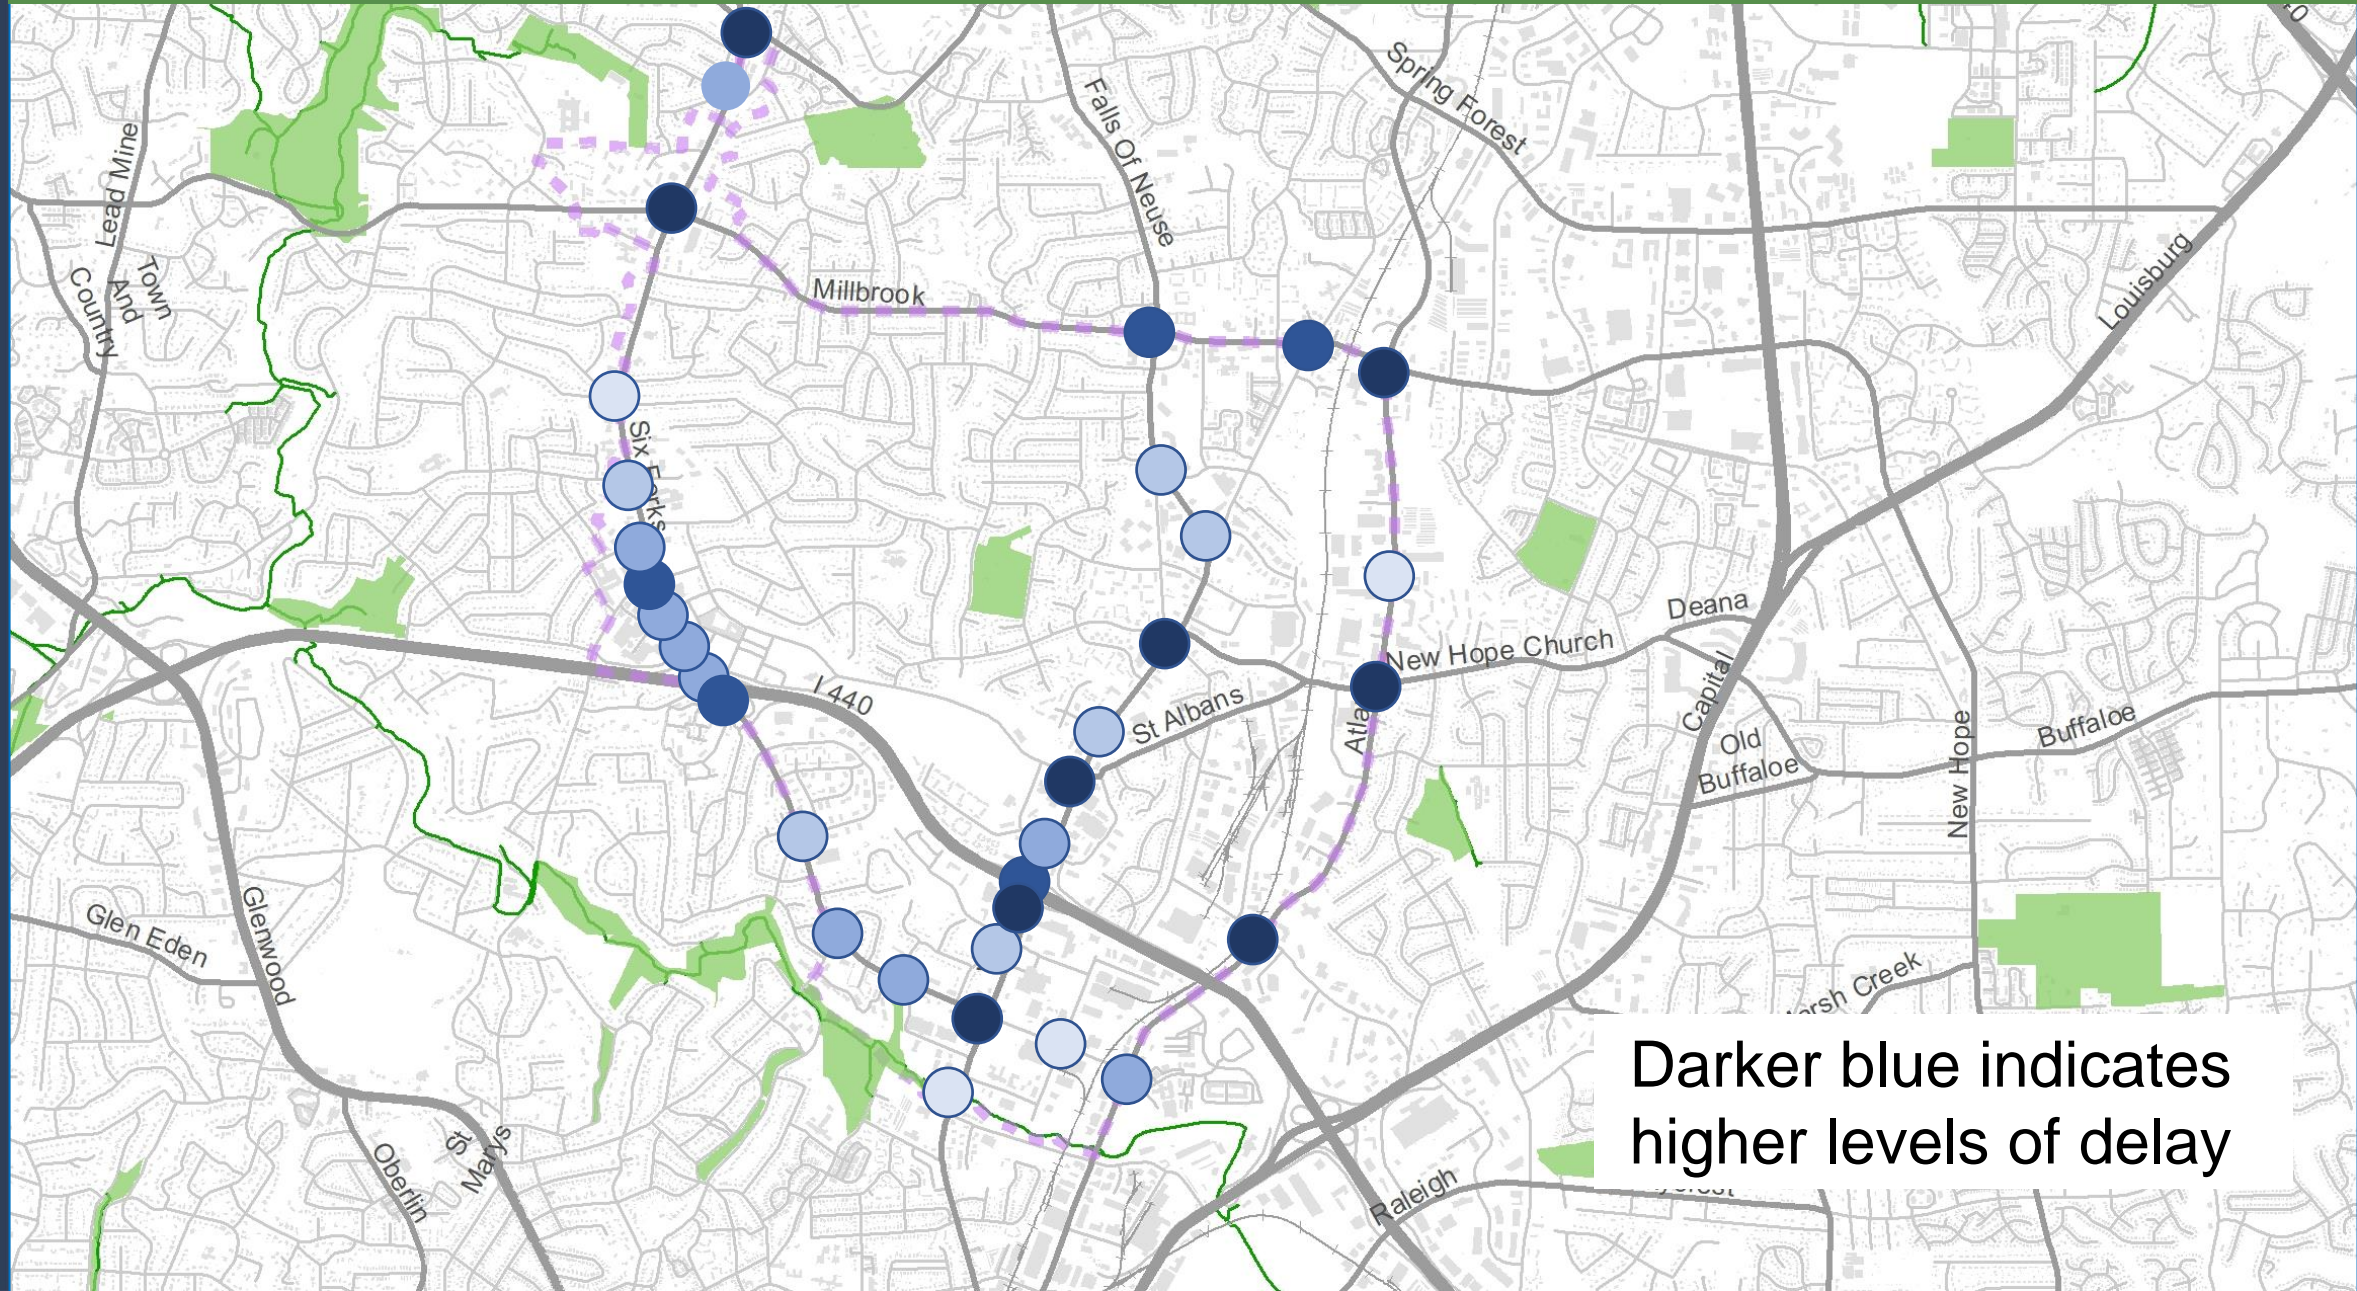 Spring Forest
Falls Of Neuse
Lead Mine
Town
And
Country
Millbrook
Louisburg
Six Forks
Deana
New Hope Church
I 440
St Albans
Capital
Old
Buffaloe
New Hope
Buffaloe
Glen Eden
Glenwood
Oberlin
St
Marys
Raleigh
Darker blue indicates
higher levels of delay